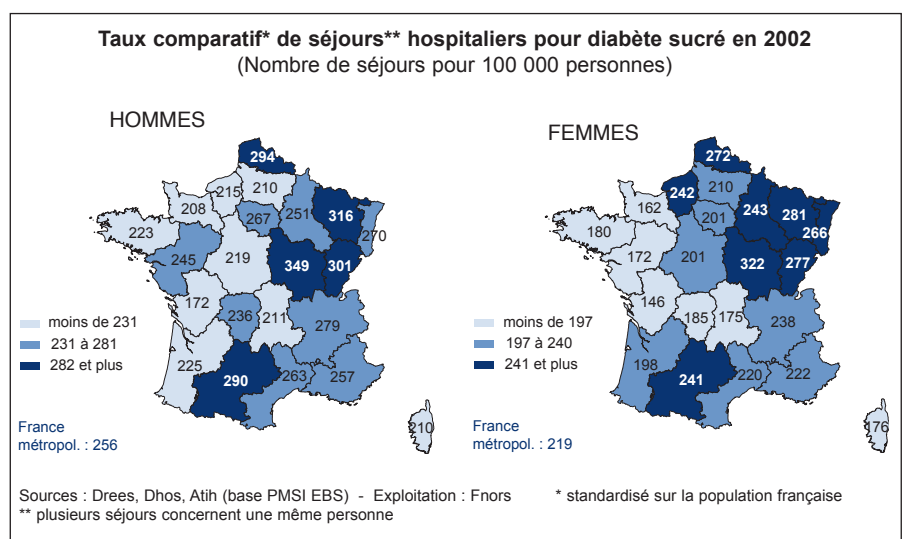 Taux comparatif* de séjours** hospitaliers pour diabète sucré en 2002
(Nombre de séjours pour 100 000 personnes)
HOMMES
294
215
210
208
267
251
316
270
223
245
219
349
301
172
236
211
279
225
290
263
257
210
moins de 231
231 à 281
282 et plus
France
métropol. : 256
FEMMES
272
242
210
162
201
243
281
266
180
172
201
322
277
146
185
175
238
198
241
220
222
176
moins de 197
197 à 240
241 et plus
France
métropol. : 219
Sources : Drees, Dhos, Atih (base PMSI EBS) - Exploitation : Fnors * standardisé sur la population française
** plusieurs séjours concernent une même personne